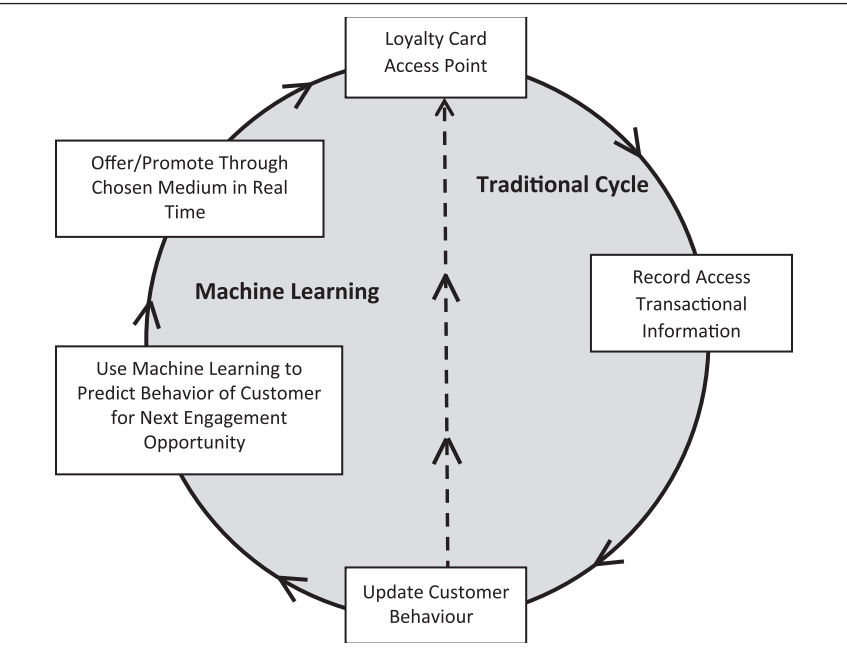 Loyalty Card
Access Point
Offer/Promote Through
Chosen Medium in Real
Time
Traditional Cycle
Machine Learning
Record Access
Transactional
Information
Use Machine Learning to
Predict Behavior of Customer
for Next Engagement
Opportunity
Update Customer
Behaviour